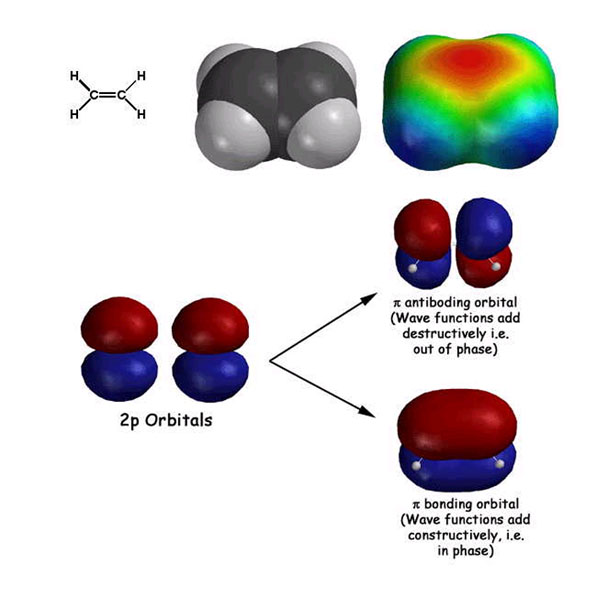 H H
C=C
H H
π antiboding orbital
(Wave functions add
destructively i.e.
out of phase)
2p Orbitals
π bonding orbital
(Wave functions add
constructively, i.e.
in phase)